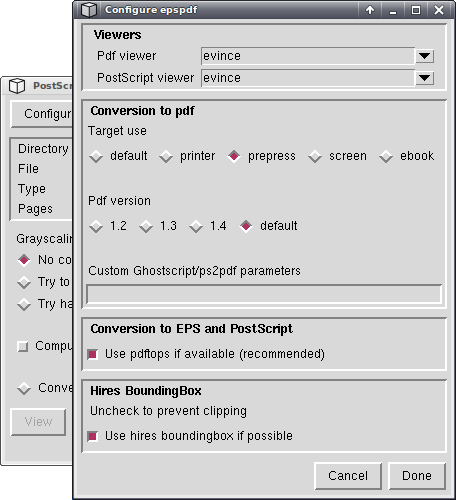 Configure epspdf
Viewers
Pdf viewer evince
PostScript viewer evince
Conversion to pdf
Target use
default printer prepress screen ebook
Pdf version
1.2 1.3 1.4 default
Custom Ghostscript/ps2pdf parameters
Conversion to EPS and PostScript
Use pdftops if available (recommended)
Hires BoundingBox
Uncheck to prevent clipping
Use hires boundingbox if possible
Cancel Done
PostScr
Configur
Directory
File
Type
Pages
Grayscalin
No co
Try to
Try ha
Compu
Conve
View